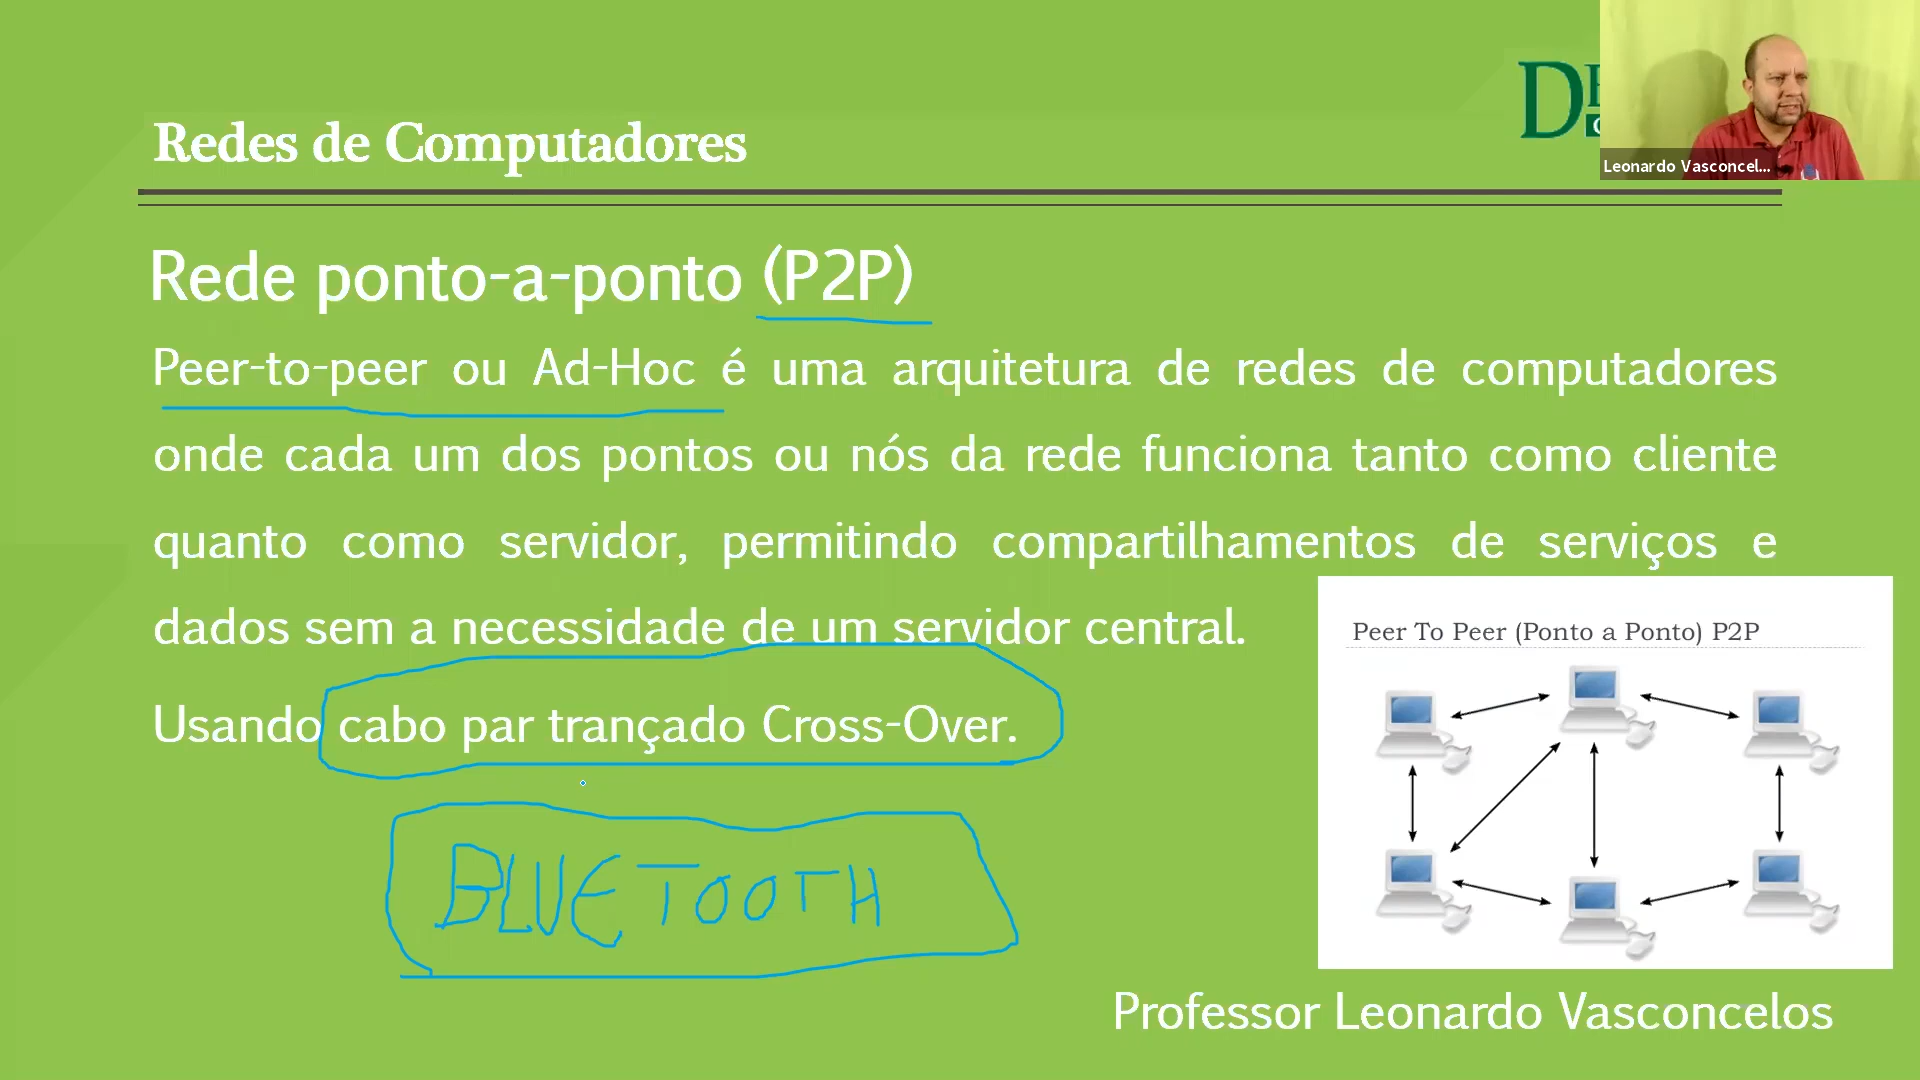 Redes de Computadores
Leonardo Vasconcel...
Rede ponto-a-ponto (P2P)
Peer-to-peer ou Ad-Hoc é uma arquitetura de redes de computadores
onde cada um dos pontos ou nós da rede funciona tanto como cliente
quanto como servidor, permitindo compartilhamentos de serviços e
dados sem a necessidade de um servidor central.
Usando cabo par trançado Cross-Over.
BLUETOOTH
Peer To Peer (Ponto a Ponto) P2P
Professor Leonardo Vasconcelos